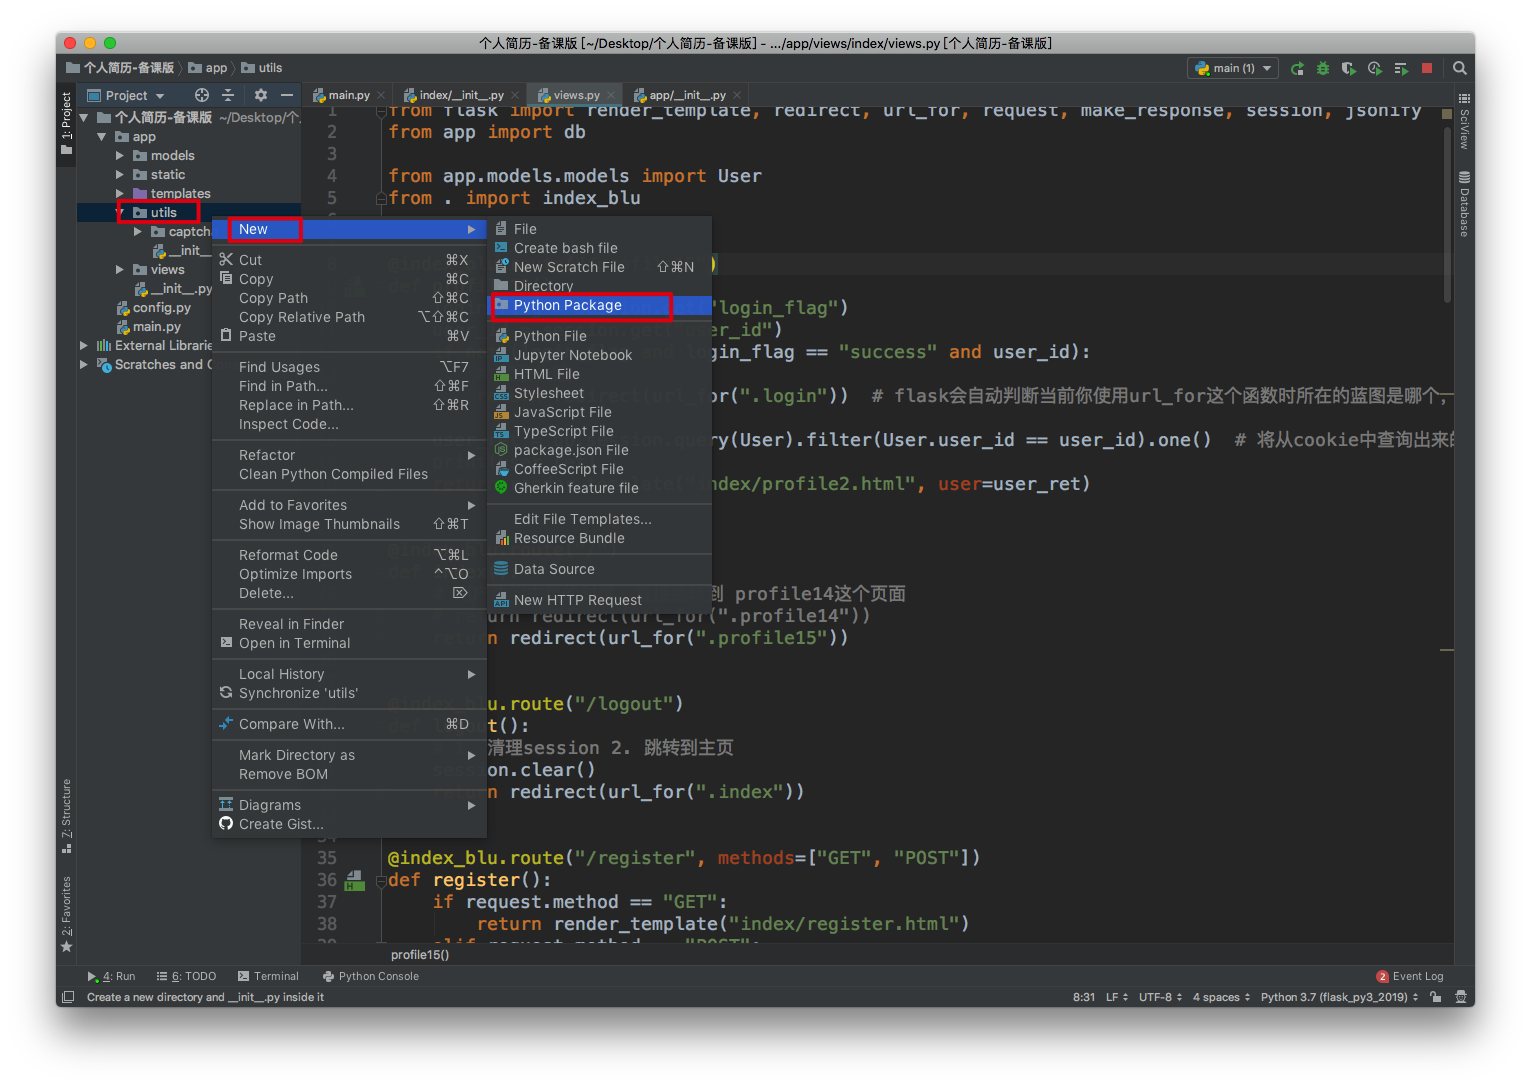 个人简历-备课版 [~/Desktop/个人简历-备课版] - .../app/views/index/views.py [个人简历-备课版]
个人简历-备课版 app utils
main (1)
Project
main.py
index/__init__.py
views.py
app/__init__.py
1: Project
个人简历-备课版 ~/Desktop/个
app
models
static
templates
utils
captch
__init__
views
__init__.py
config.py
main.py
External Librarie
Scratches and
7: Structure
2: Favorites
SciView
Database
New
Cut ⌘X
Copy ⌘C
Copy Path ⇧⌘C
Copy Relative Path ⌥⇧⌘C
Paste ⌘V
Find Usages ⌥F7
Find in Path... ⇧⌘F
Replace in Path... ⇧⌘R
Inspect Code...
Refactor
Clean Python Compiled Files
Add to Favorites
Show Image Thumbnails ⇧⌘T
Reformat Code ⌥⌘L
Optimize Imports ^⌥O
Delete... ⌦
Reveal in Finder
Open in Terminal
Local History
Synchronize 'utils'
Compare With... ⌘D
Mark Directory as
Remove BOM
Diagrams
Create Gist...
File
Create bash file
New Scratch File ⇧⌘N
Directory
Python Package
Python File
Jupyter Notebook
HTML File
Stylesheet
JavaScript File
TypeScript File
package.json File
CoffeeScript File
Gherkin feature file
Edit File Templates...
Resource Bundle
Data Source
New HTTP Request
1 from flask import render_template, redirect, url_for, request, make_response, session, jsonify
2 from app import db
3
4 from app.models.models import User
5 from . import index_blu
8
"login_flag")
er_id")
login_flag == "success" and user_id):
or(".login")) # flask会自动判断当前你使用url_for这个函数时所在的蓝图是哪个,
.query(User).filter(User.user_id == user_id).one() # 将从cookie中查询出来的
index/profile2.html", user=user_ret)
到 profile14这个页面
return redirect(url_for(".profile14"))
return redirect(url_for(".profile15"))
@index_blu.route("/logout")
def logout():
清理session 2. 跳转到主页
session.clear()
return redirect(url_for(".index"))
35 @index_blu.route("/register", methods=["GET", "POST"])
36 def register():
37 if request.method == "GET":
38 return render_template("index/register.html")
39 elif request.method == "POST":
profile15()
4: Run
6: TODO
Terminal
Python Console
2 Event Log
Create a new directory and __init__.py inside it
8:31 LF UTF-8 4 spaces Python 3.7 (flask_py3_2019)